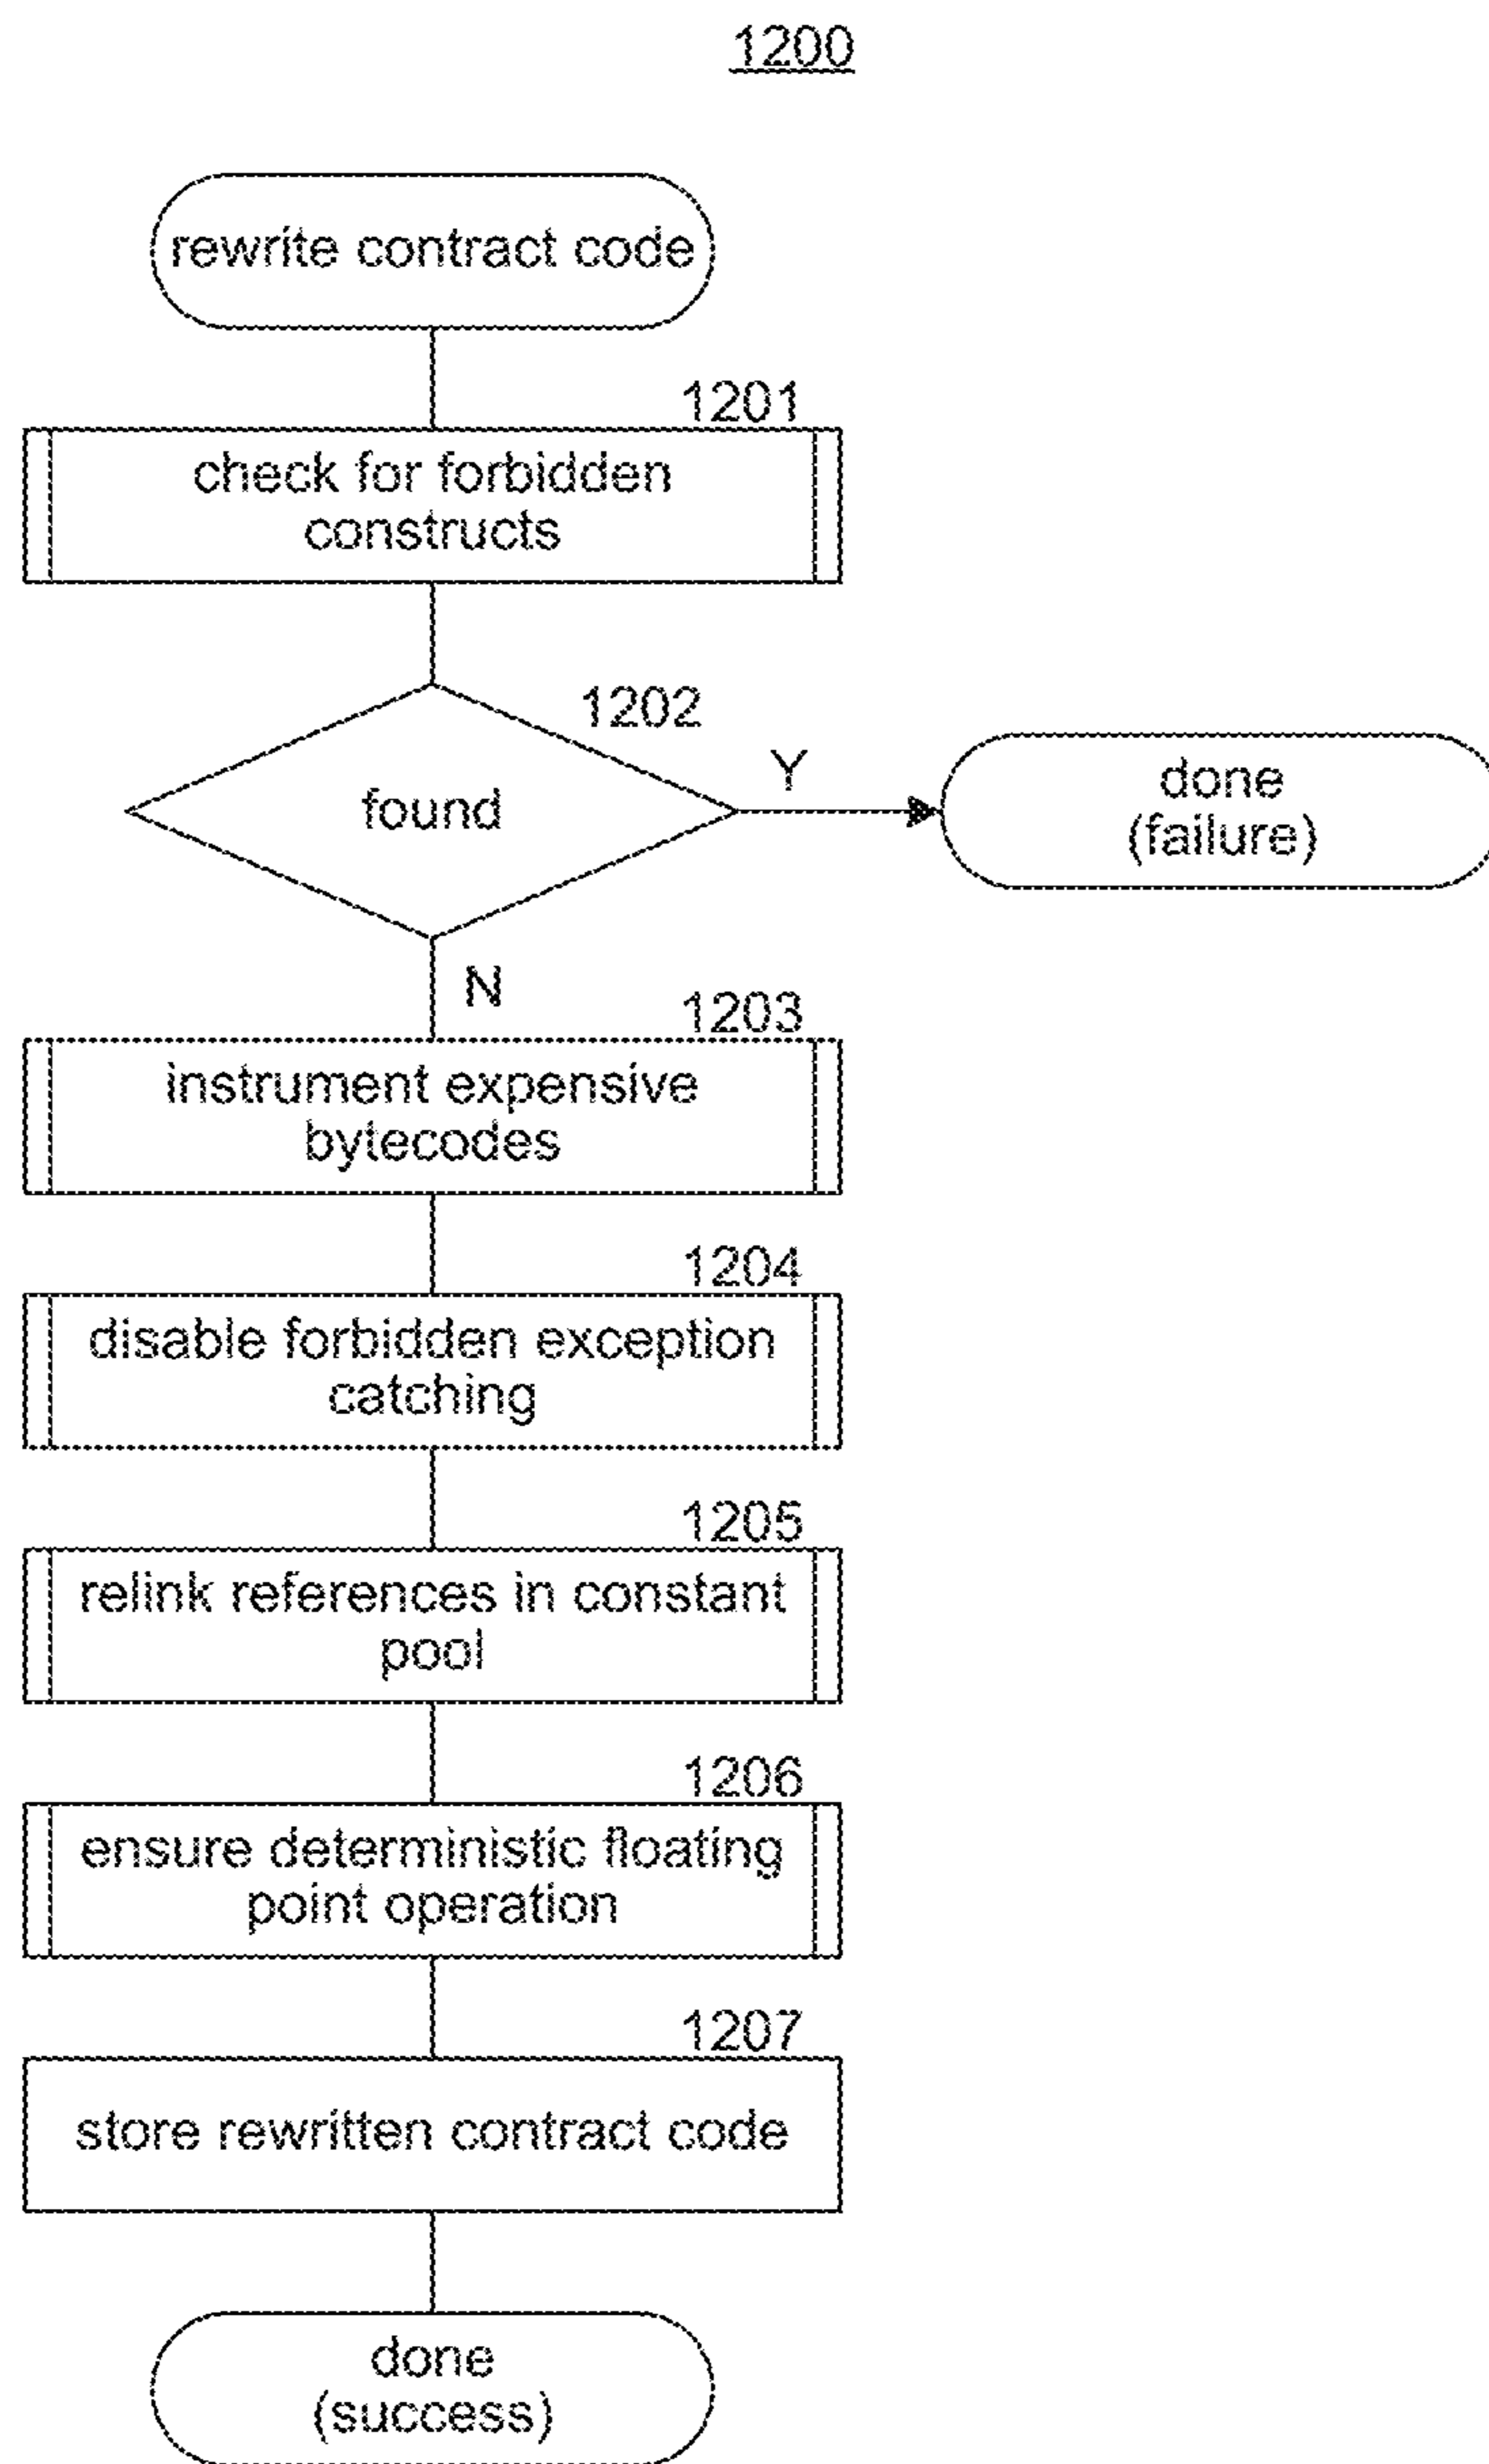 1200
rewrite contract code
1201
check for forbidden
constructs
1202
found
Y
done
(failure)
N
1203
instrument expensive
bytecodes
1204
disable forbidden exception
catching
1205
relink references in constant
pool
1206
ensure deterministic floating
point operation
1207
store rewritten contract code
done
(success)